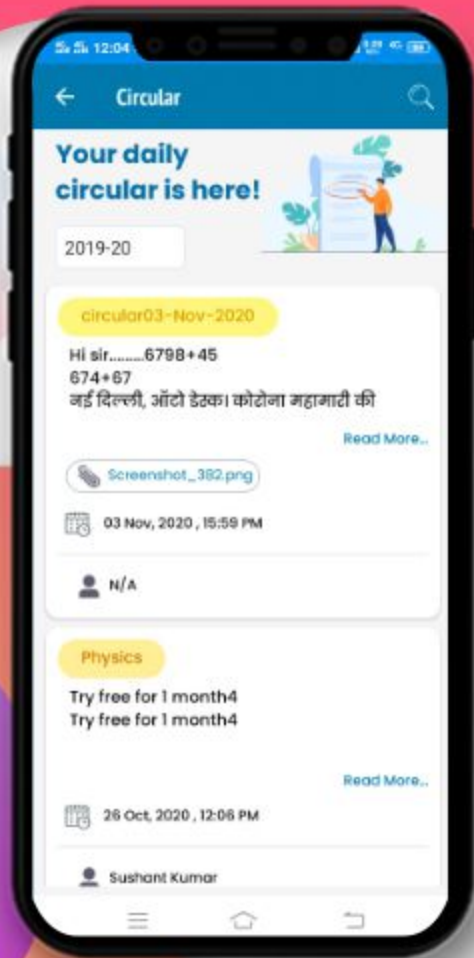 12:04
Circular
Your daily
circular is here!
2019-20
circular03-Nov-2020
Hi sir.........6798+45
674+67
नई दिल्ली, ऑटो डेस्क। कोरोना महामारी की
Read More..
Screenshot_382.png
03 Nov, 2020 , 15:59 PM
N/A
Physics
Try free for 1 month4
Try free for 1 month4
Read More..
26 Oct, 2020 , 12:06 PM
Sushant Kumar